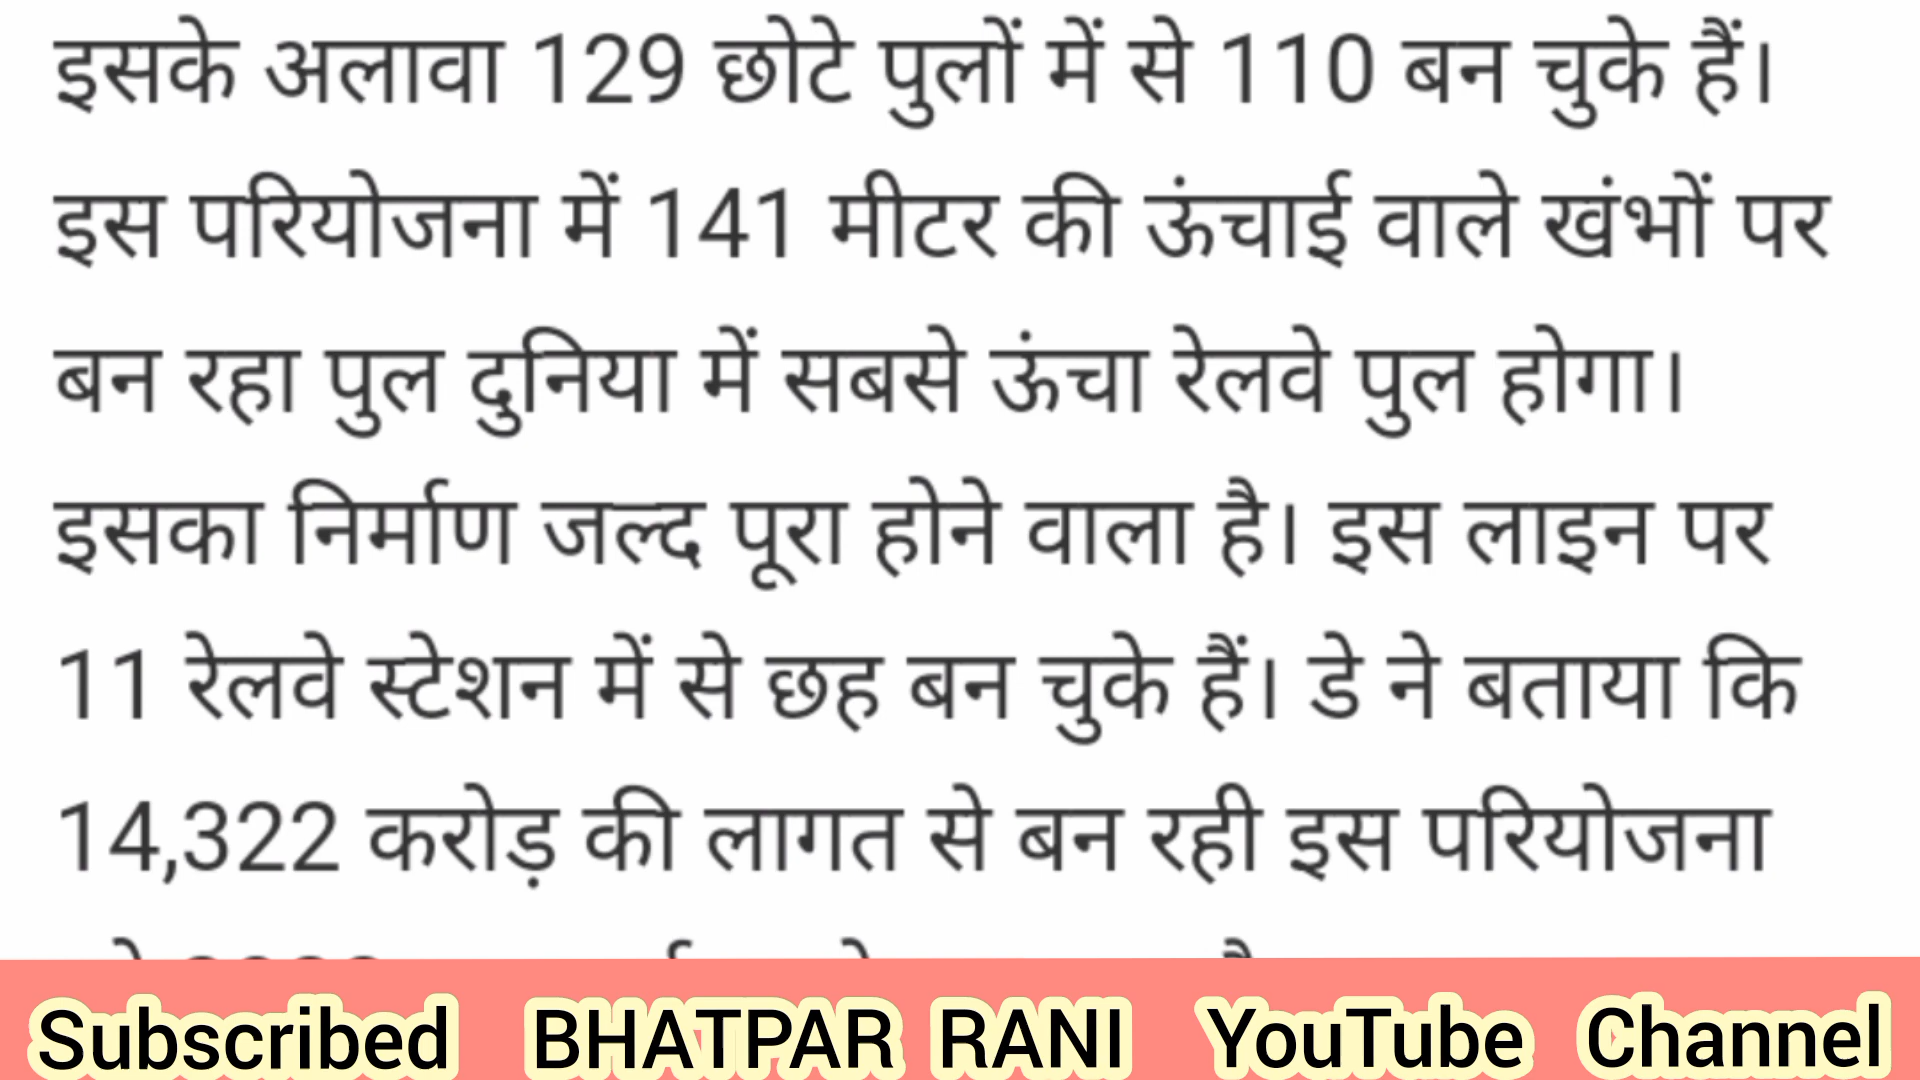 इसके अलावा 129 छोटे पुलों में से 110 बन चुके हैं।
इस परियोजना में 141 मीटर की ऊंचाई वाले खंभों पर
बन रहा पुल दुनिया में सबसे ऊंचा रेलवे पुल होगा।
इसका निर्माण जल्द पूरा होने वाला है। इस लाइन पर
11 रेलवे स्टेशन में से छह बन चुके हैं। डे ने बताया कि
14,322 करोड़ की लागत से बन रही इस परियोजना
Subscribed BHATPAR RANI YouTube Channel